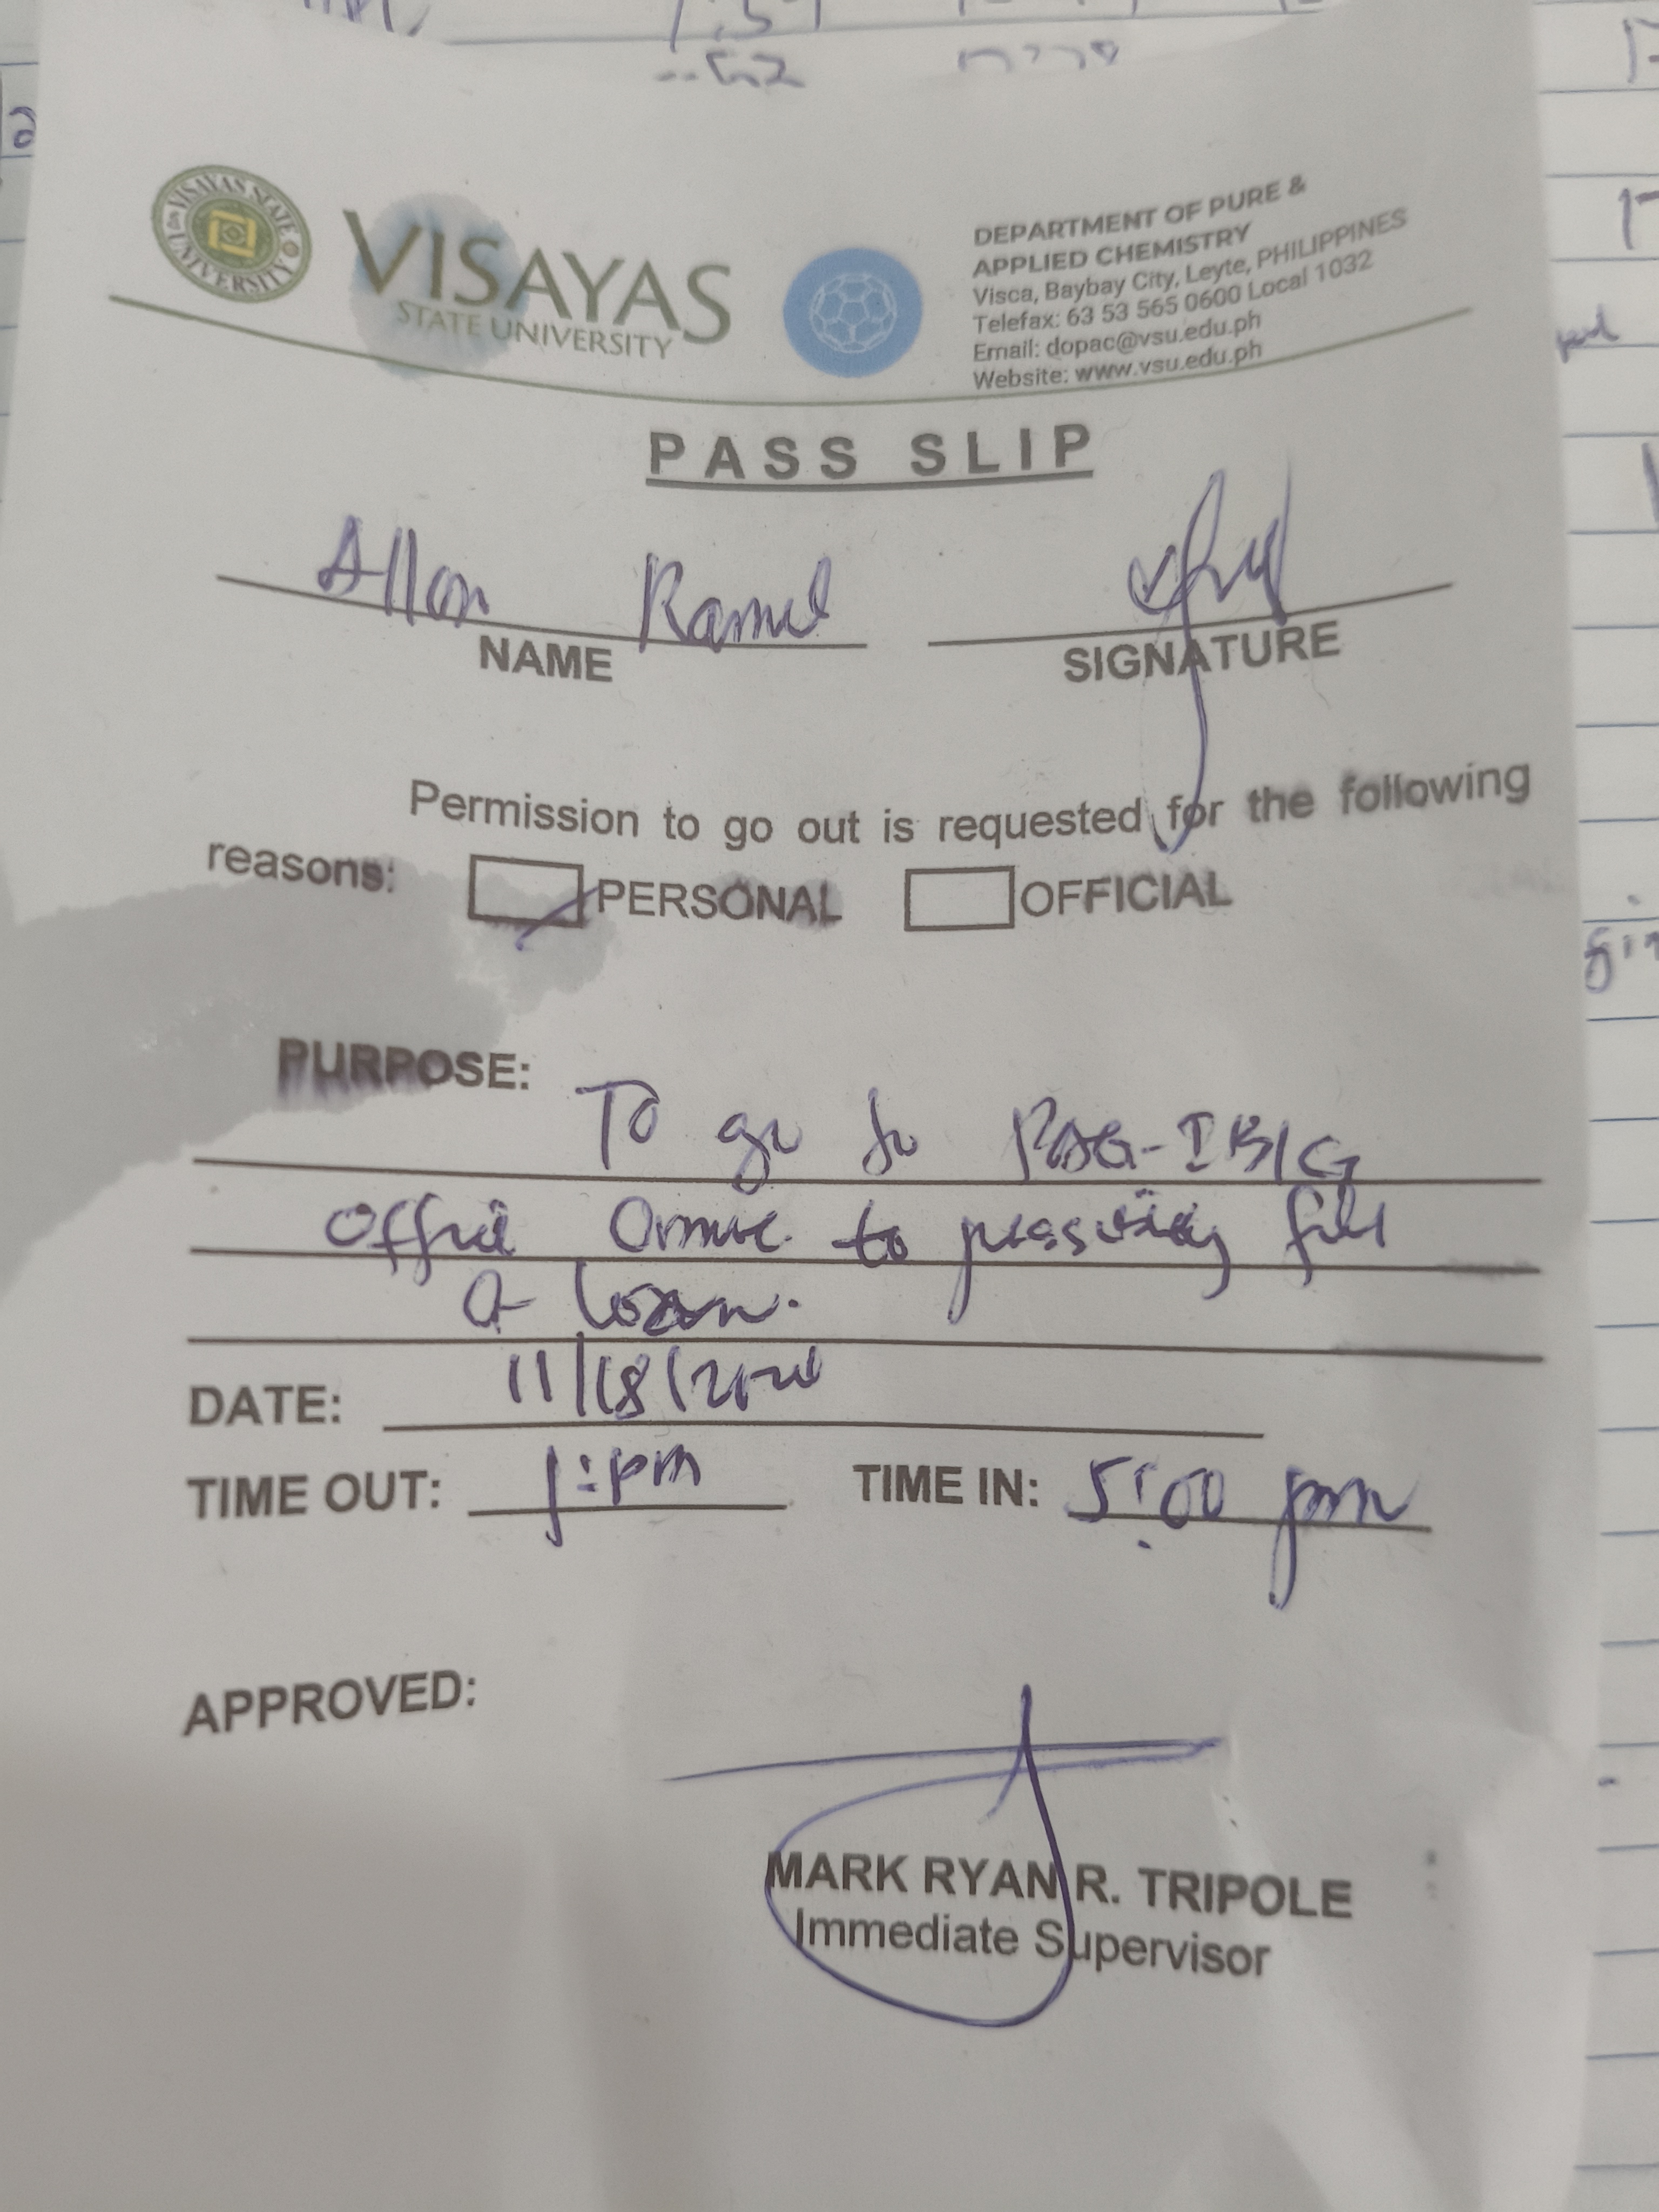 VISAYAS STATE UNIVERSITY
VISAYAS
STATE UNIVERSITY
DEPARTMENT OF PURE &
APPLIED CHEMISTRY
Visca, Baybay City, Leyte, PHILIPPINES
Telefax: 63 53 565 0600 Local 1032
Email: dopac@vsu.edu.ph
Website: www.vsu.edu.ph
PASS SLIP
Allan Ramel
NAME SIGNATURE
Permission to go out is requested for the following
reasons: PERSONAL OFFICIAL
PURPOSE:
To go to PAG-IBIG
Office Ormoc to file
a loan.
DATE: 11/18/
TIME OUT: 1:pm TIME IN: 5:00 pm
APPROVED:
MARK RYAN R. TRIPOLE
Immediate Supervisor